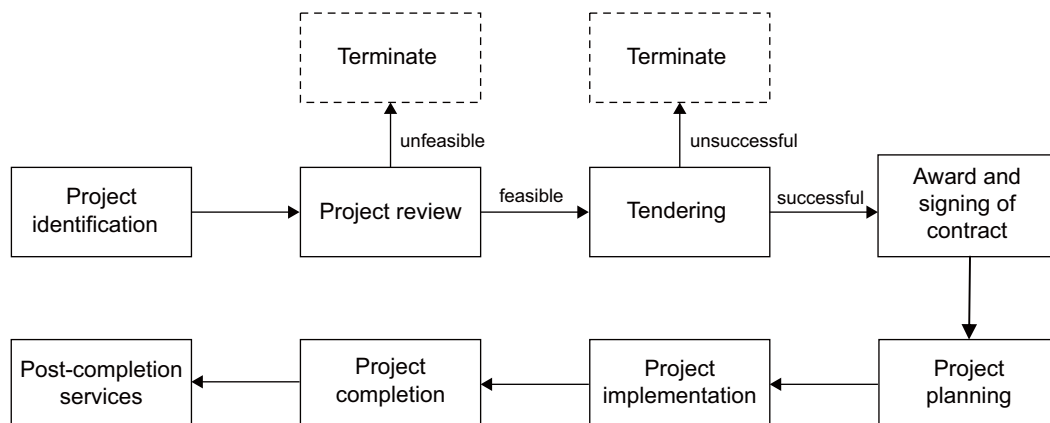 Terminate
Terminate
unfeasible
unsuccessful
Project
identification
Project review
feasible
Tendering
successful
Award and
signing of
contract
Post-completion
services
Project
completion
Project
implementation
Project
planning